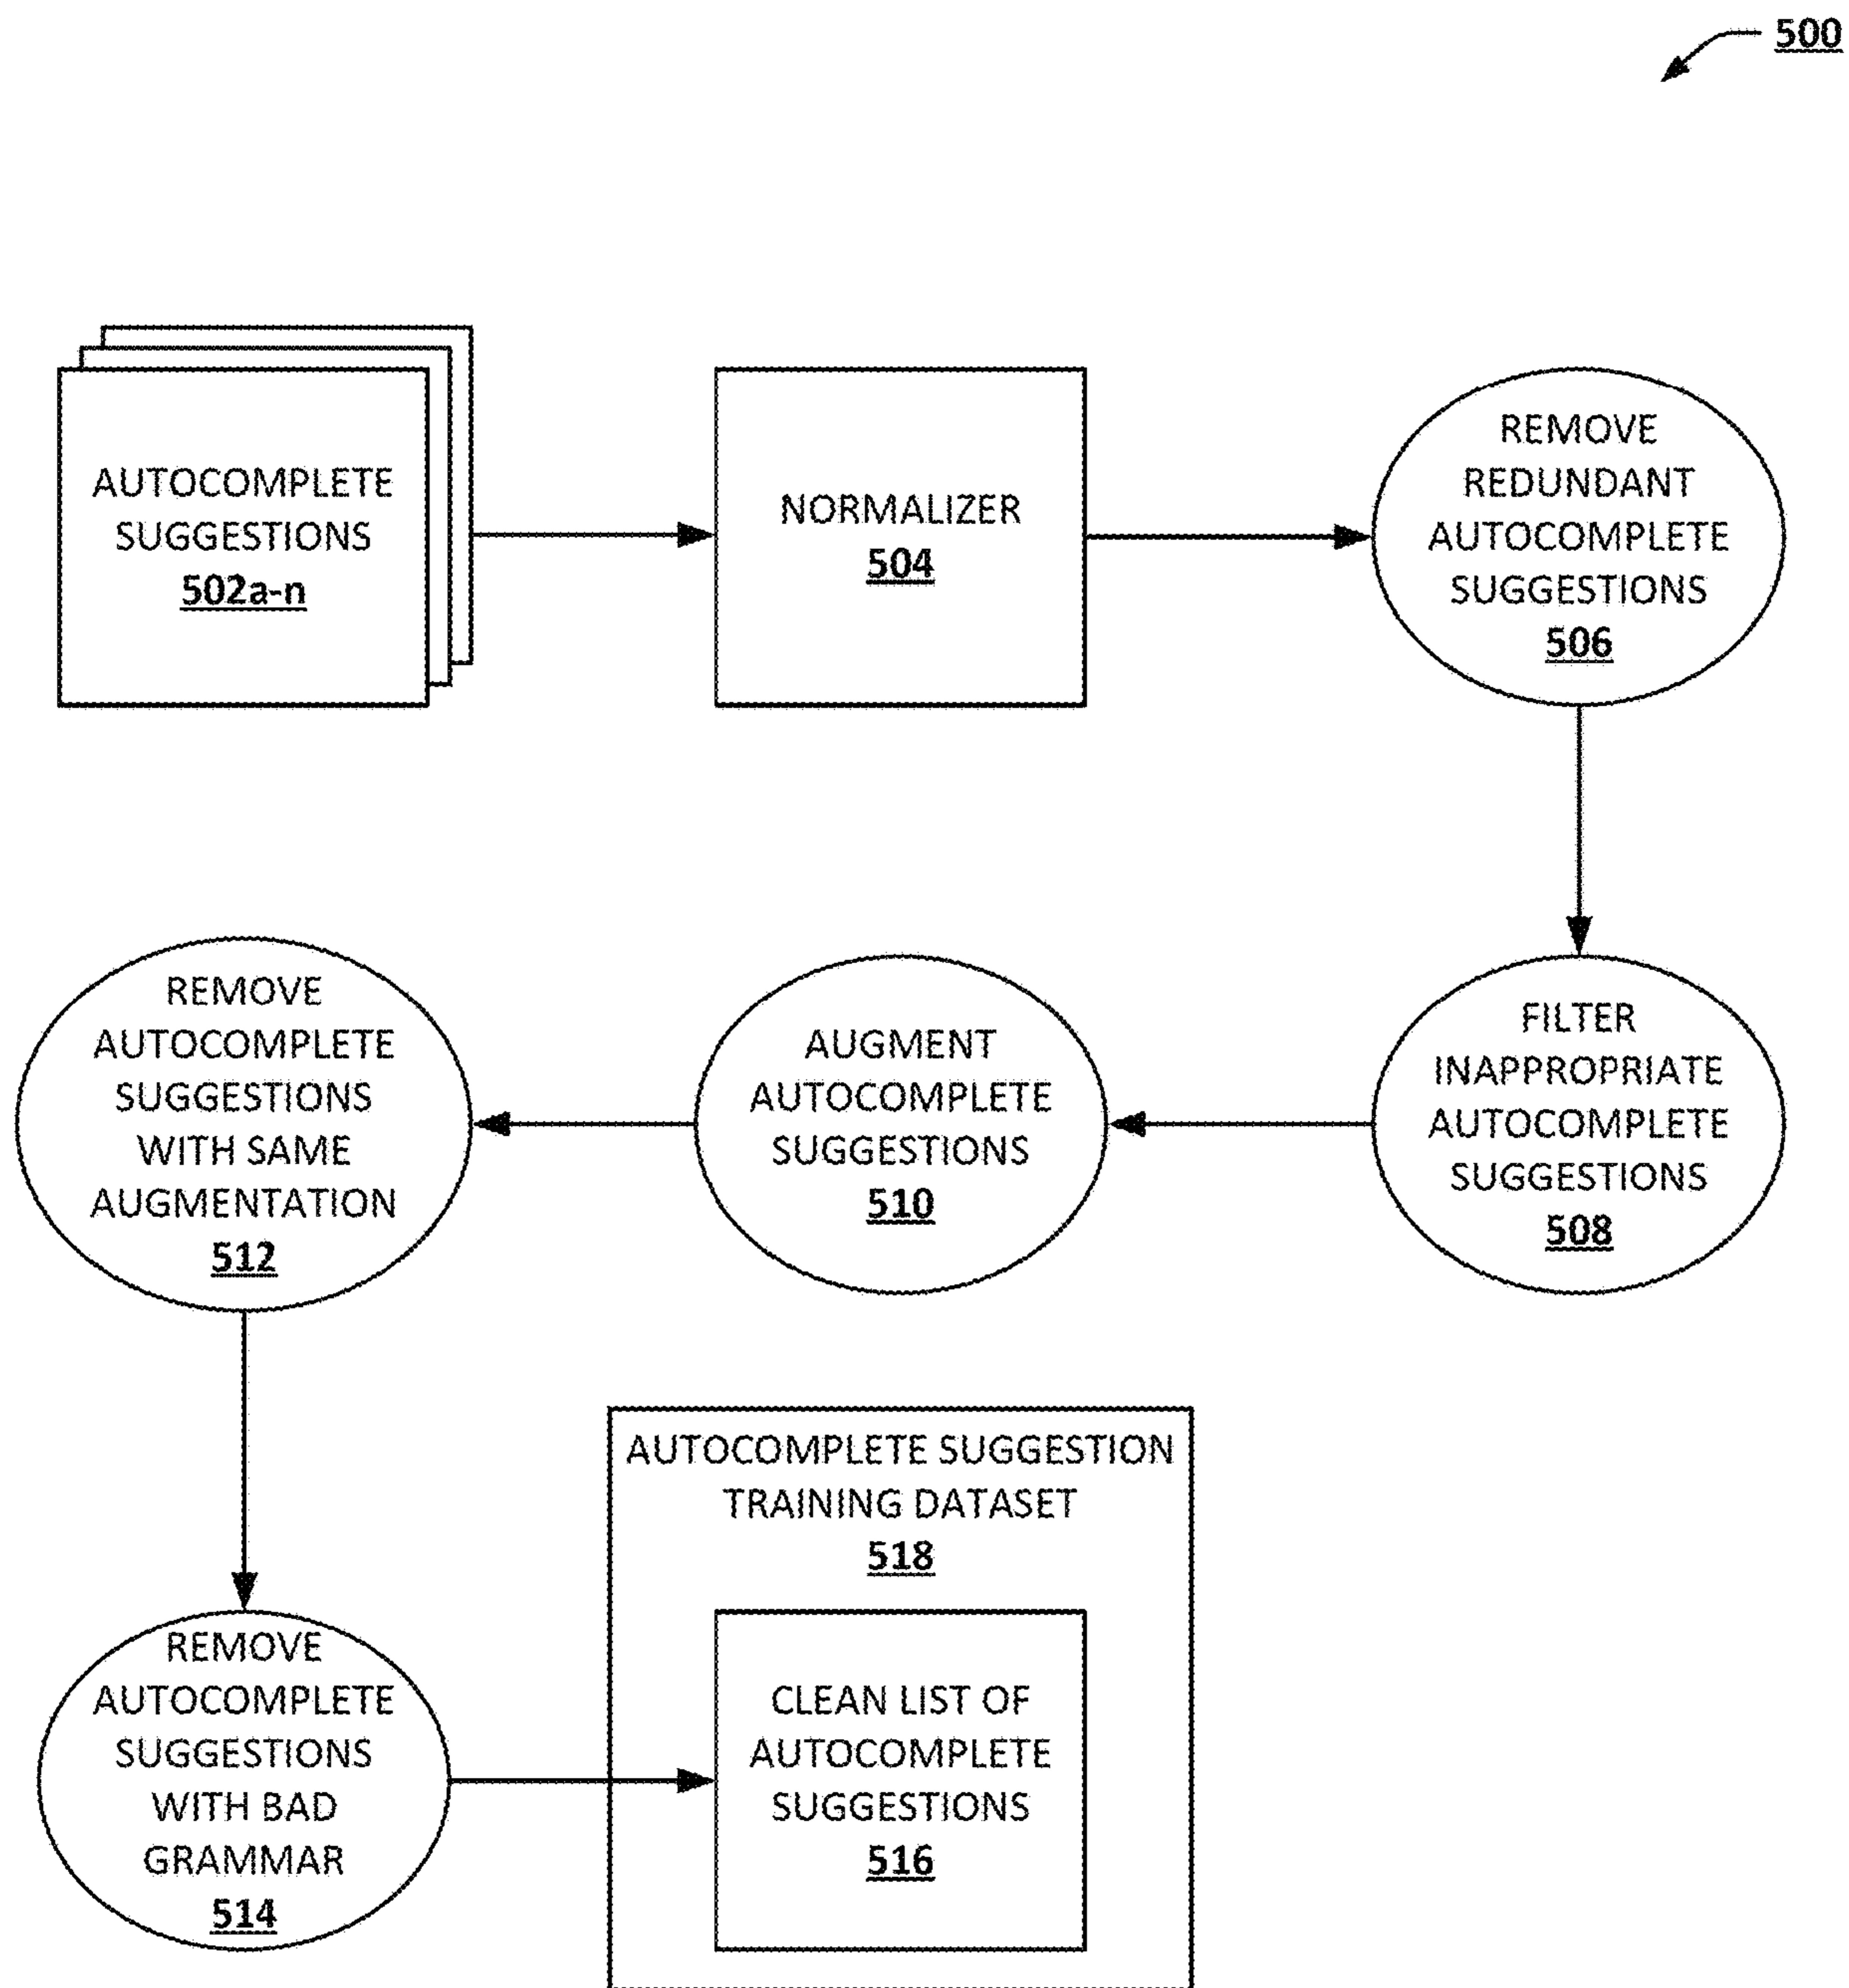 500
AUTOCOMPLETE
SUGGESTIONS
502a-n
NORMALIZER
504
REMOVE
REDUNDANT
AUTOCOMPLETE
SUGGESTIONS
506
FILTER
INAPPROPRIATE
AUTOCOMPLETE
SUGGESTIONS
508
AUGMENT
AUTOCOMPLETE
SUGGESTIONS
510
REMOVE
AUTOCOMPLETE
SUGGESTIONS
WITH SAME
AUGMENTATION
512
REMOVE
AUTOCOMPLETE
SUGGESTIONS
WITH BAD
GRAMMAR
514
AUTOCOMPLETE SUGGESTION
TRAINING DATASET
518
CLEAN LIST OF
AUTOCOMPLETE
SUGGESTIONS
516